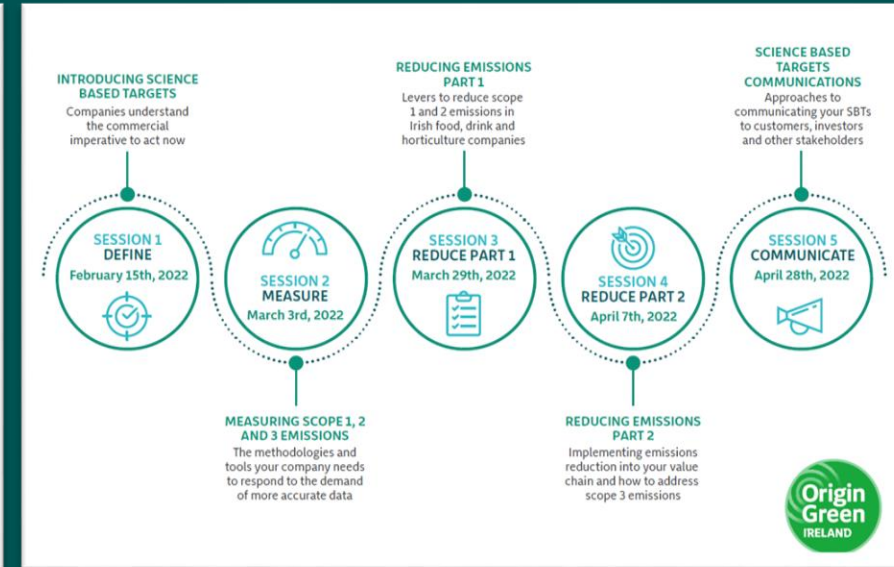 INTRODUCING SCIENCE
BASED TARGETS
Companies understand
the commercial
imperative to act now
SESSION 1
DEFINE
February 15th, 2022
SESSION 2
MEASURE
March 3rd, 2022
MEASURING SCOPE 1, 2
AND 3 EMISSIONS
The methodologies and
tools your company needs
to respond to the demand
of more accurate data
REDUCING EMISSIONS
PART 1
Levers to reduce scope
1 and 2 emissions in
Irish food, drink and
horticulture companies
SESSION 3
REDUCE PART 1
March 29th, 2022
SESSION 4
REDUCE PART 2
April 7th, 2022
REDUCING EMISSIONS
PART 2
Implementing emissions
reduction into your value
chain and how to address
scope 3 emissions
SCIENCE BASED
TARGETS
COMMUNICATIONS
Approaches to
communicating your SBTs
to customers, investors
and other stakeholders
SESSION 5
COMMUNICATE
April 28th, 2022
Origin
Green
IRELAND